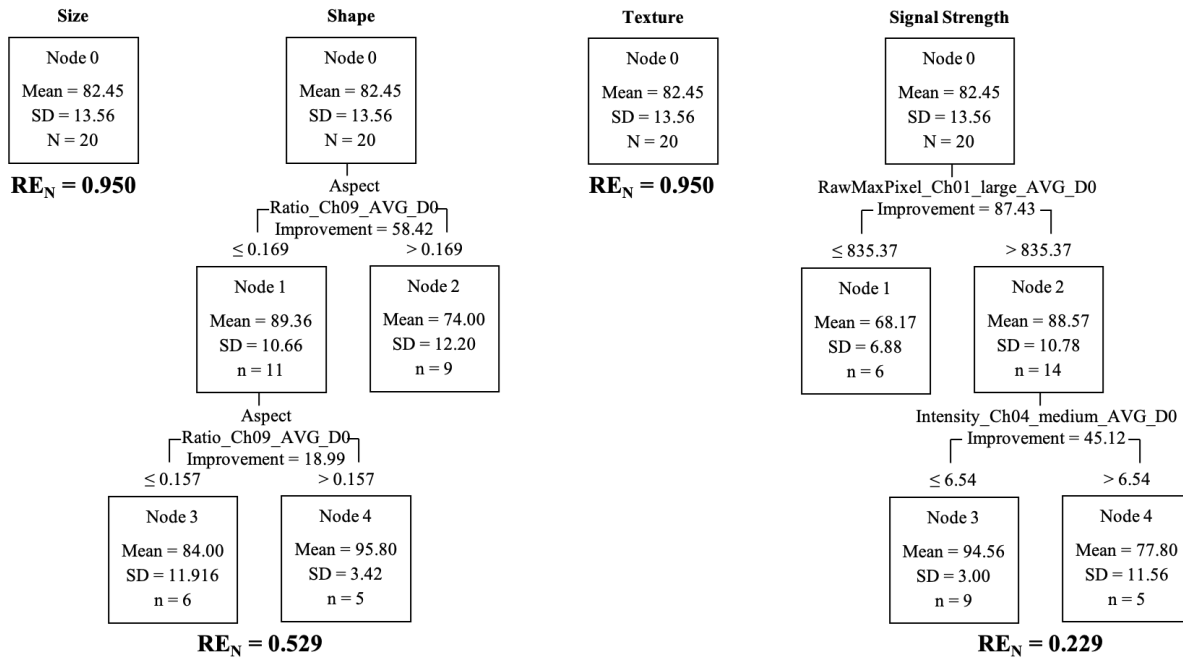 Size
Node 0
Mean = 82.45
SD = 13.56
N = 20
RE_N = 0.950
Shape
Node 0
Mean = 82.45
SD = 13.56
N = 20
Aspect
Ratio_Ch09_AVG_D0
Improvement = 58.42
≤ 0.169
> 0.169
Node 1
Mean = 89.36
SD = 10.66
n = 11
Node 2
Mean = 74.00
SD = 12.20
n = 9
Aspect
Ratio_Ch09_AVG_D0
Improvement = 18.99
≤ 0.157
> 0.157
Node 3
Mean = 84.00
SD = 11.916
n = 6
Node 4
Mean = 95.80
SD = 3.42
n = 5
RE_N = 0.529
Texture
Node 0
Mean = 82.45
SD = 13.56
N = 20
RE_N = 0.950
Signal Strength
Node 0
Mean = 82.45
SD = 13.56
N = 20
RawMaxPixel_Ch01_large_AVG_D0
Improvement = 87.43
≤ 835.37
> 835.37
Node 1
Mean = 68.17
SD = 6.88
n = 6
Node 2
Mean = 88.57
SD = 10.78
n = 14
Intensity_Ch04_medium_AVG_D0
Improvement = 45.12
≤ 6.54
> 6.54
Node 3
Mean = 94.56
SD = 3.00
n = 9
Node 4
Mean = 77.80
SD = 11.56
n = 5
RE_N = 0.229